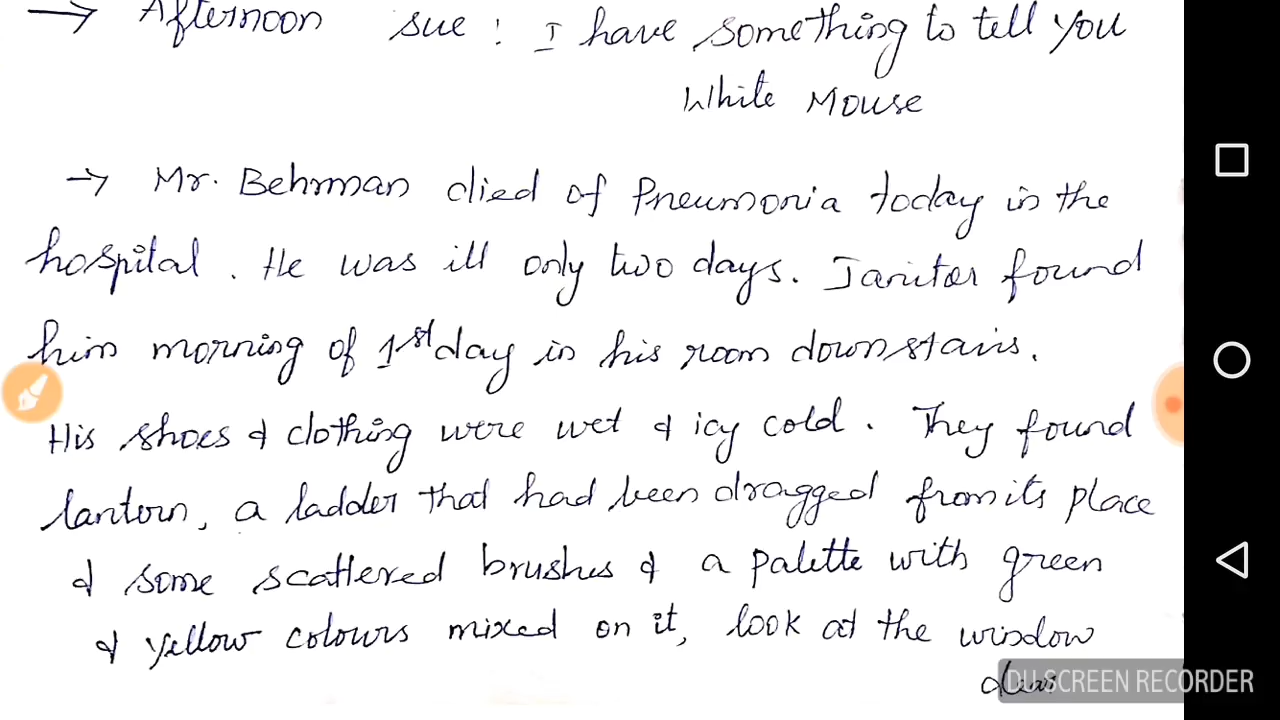 → Afternoon Sue : I have something to tell you
White Mouse
→ Mr. Behrman died of Pneumonia today in the
hospital. He was ill only two days. Janitor found
him morning of 1st day in his room downstairs.
His shoes & clothing were wet & icy cold. They found
lantern, a ladder that had been dragged from its place
& some scattered brushes & a palette with green
& yellow colours mixed on it, look at the window
dear
DU SCREEN RECORDER